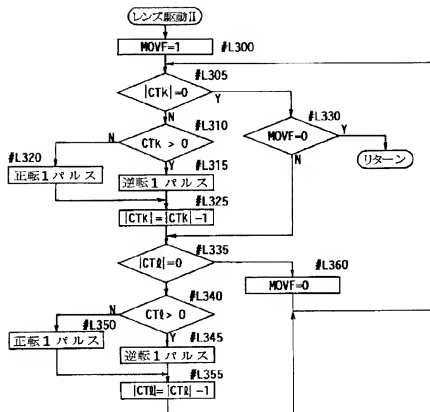 レンズ駆動Ⅱ
MOVF=1
#L300
#L305
|CTk|=0
Y
N
#L310
#L330
MOVF=0
Y
N
リターン
CTk > 0
N
Y
#L315
#L320
正転1パルス
逆転1パルス
#L325
|CTk|=|CTk|-1
#L335
|CTℓ|=0
#L360
MOVF=0
#L340
CTℓ> 0
N
Y
#L350
#L345
正転1パルス
逆転1パルス
#L355
|CTℓ|=|CTℓ|-1